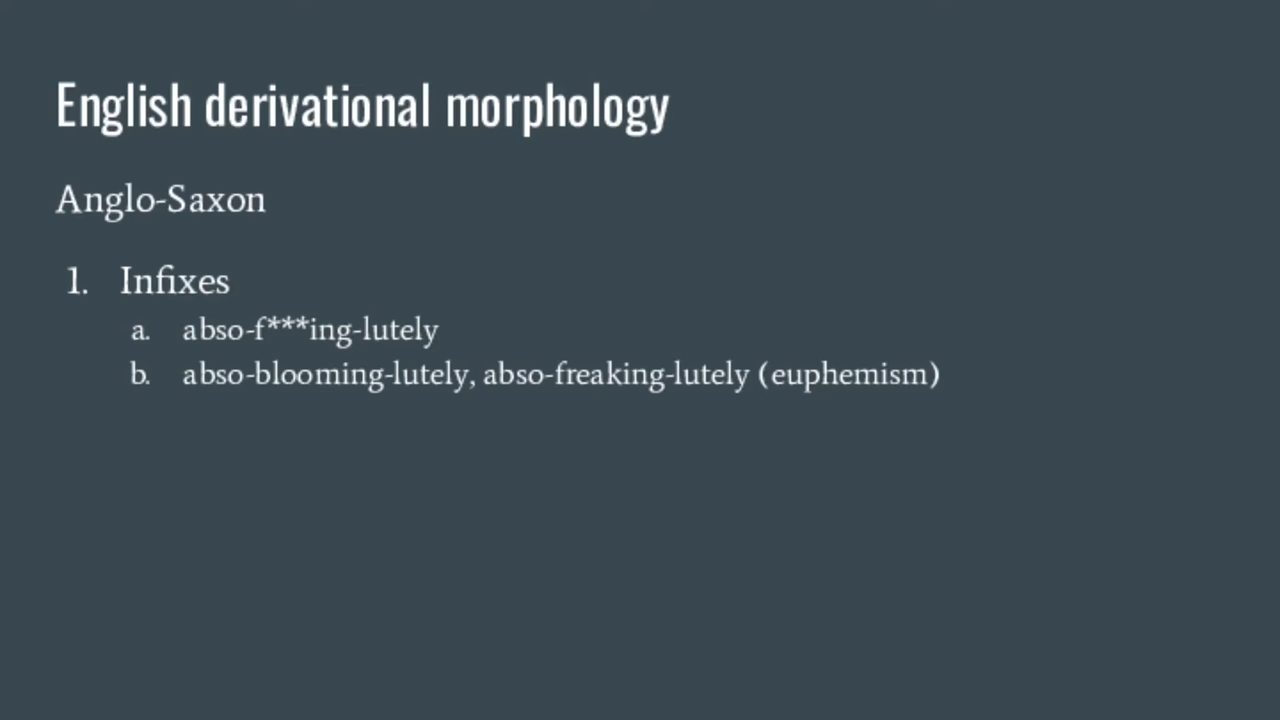 English derivational morphology
Anglo-Saxon
1. Infixes
a. abso-f***ing-lutely
b. abso-blooming-lutely, abso-freaking-lutely (euphemism)